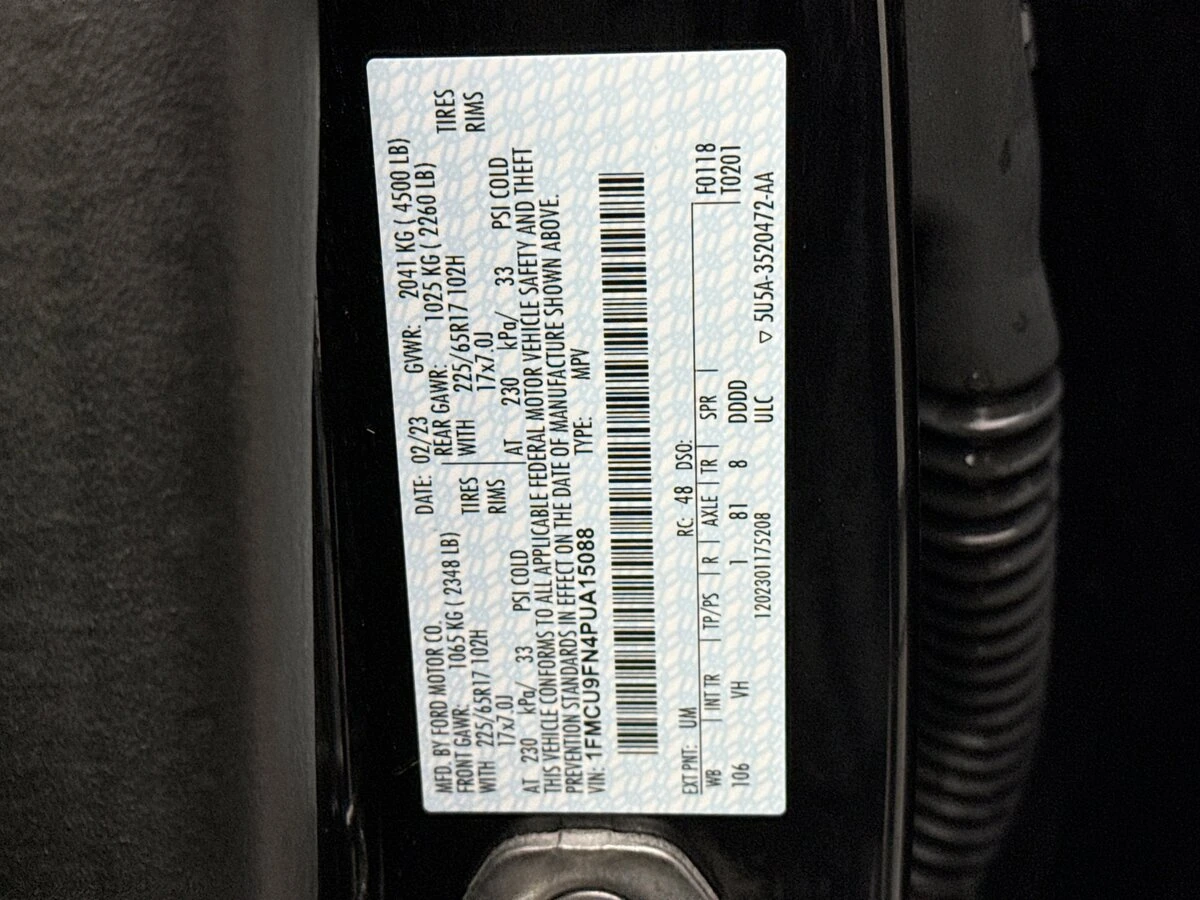 MFD. BY FORD MOTOR CO. DATE: 02/23 GVWR: 2041 KG ( 4500 LB)
FRONT GAWR: 1065 KG ( 2348 LB) REAR GAWR: 1025 KG ( 2260 LB)
WITH 225/65R17 102H TIRES WITH 225/65R17 102H TIRES
17x7.0J RIMS 17x7.0J RIMS
AT 230 kPa/ 33 PSI COLD AT 230 kPa/ 33 PSI COLD
THIS VEHICLE CONFORMS TO ALL APPLICABLE FEDERAL MOTOR VEHICLE SAFETY AND THEFT
PREVENTION STANDARDS IN EFFECT ON THE DATE OF MANUFACTURE SHOWN ABOVE.
VIN: 1FMCU9FN4PUA15088 TYPE: MPV
EXT PNT: UM RC: 48 DSO: F0118
WB INT TR TP/PS R AXLE TR SPR T0201
106 VH 1 81 8 DDDD
1202301175208 ULC ▽ 5U5A-3520472-AA